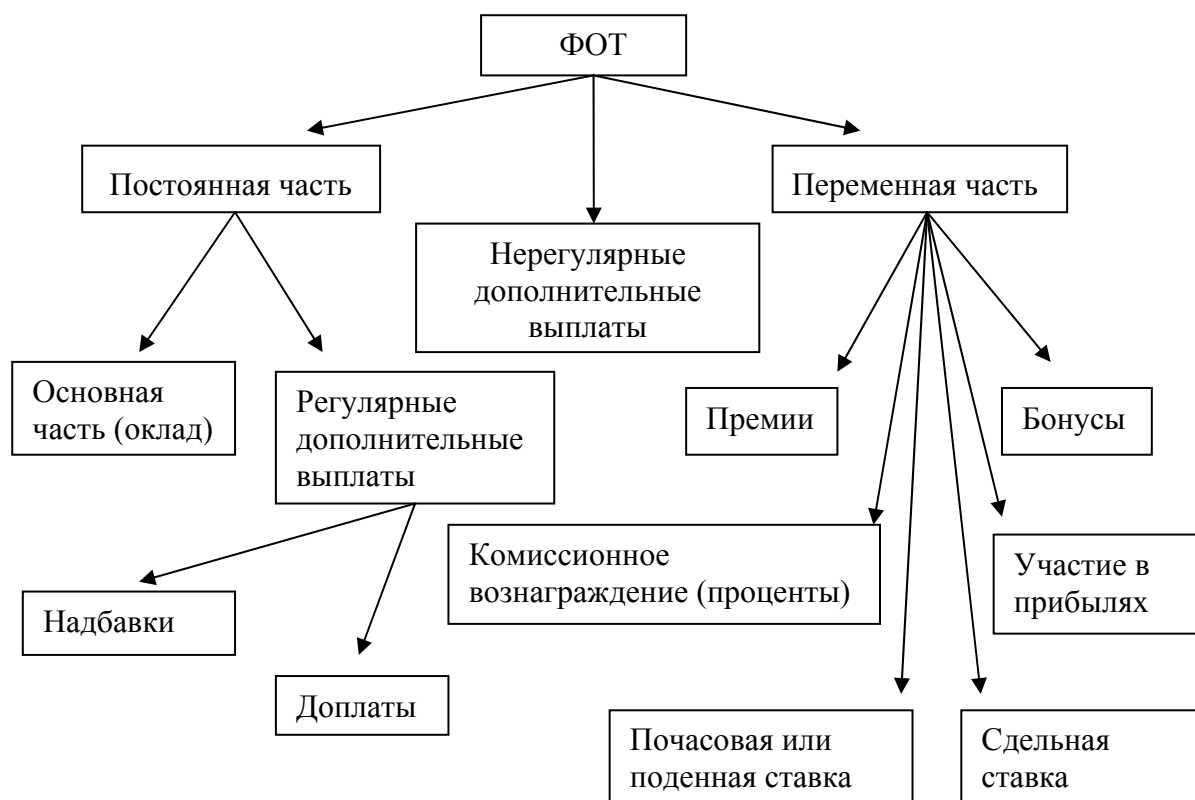 ФОТ
Постоянная часть
Переменная часть
Нерегулярные
дополнительные
выплаты
Основная
часть (оклад)
Регулярные
дополнительные
выплаты
Премии
Бонусы
Комиссионное
вознаграждение (проценты)
Участие в
прибылях
Надбавки
Доплаты
Почасовая или
поденная ставка
Сдельная
ставка